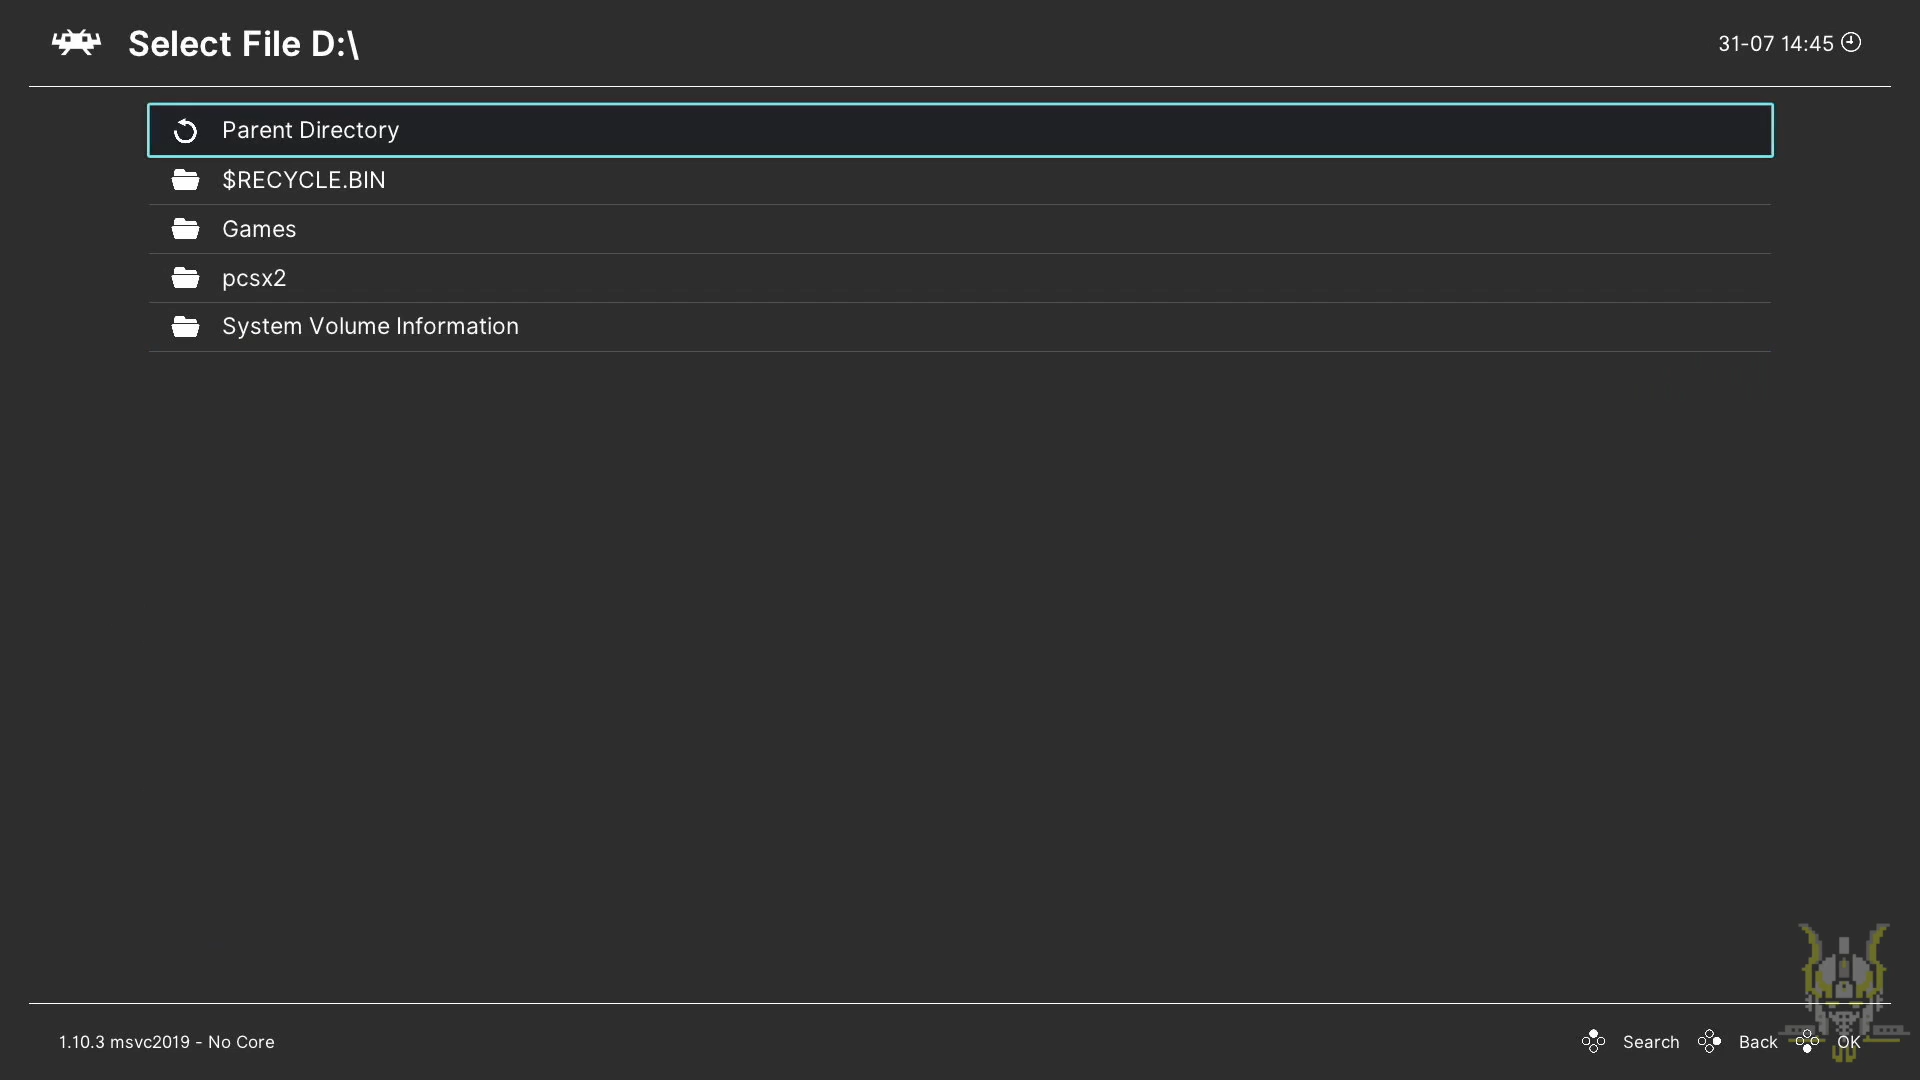 Select File D:\
31-07 14:45
Parent Directory
$RECYCLE.BIN
Games
pcsx2
System Volume Information
1.10.3 msvc2019 - No Core
Search Back OK